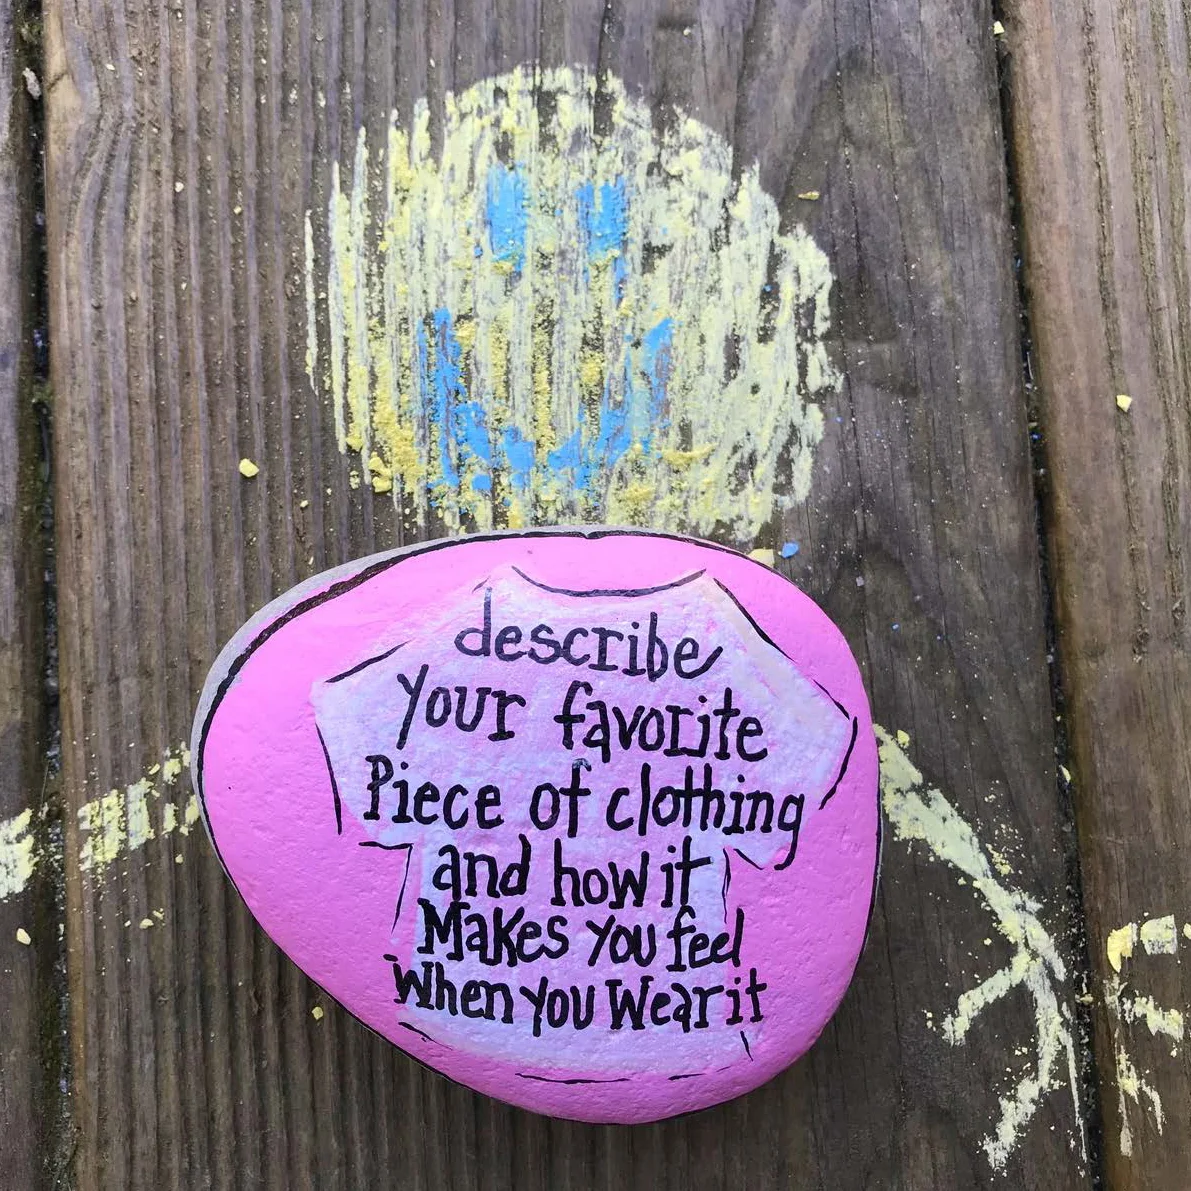 describe
your favorite
Piece of clothing
and how it
Makes you feel
When you Wear it